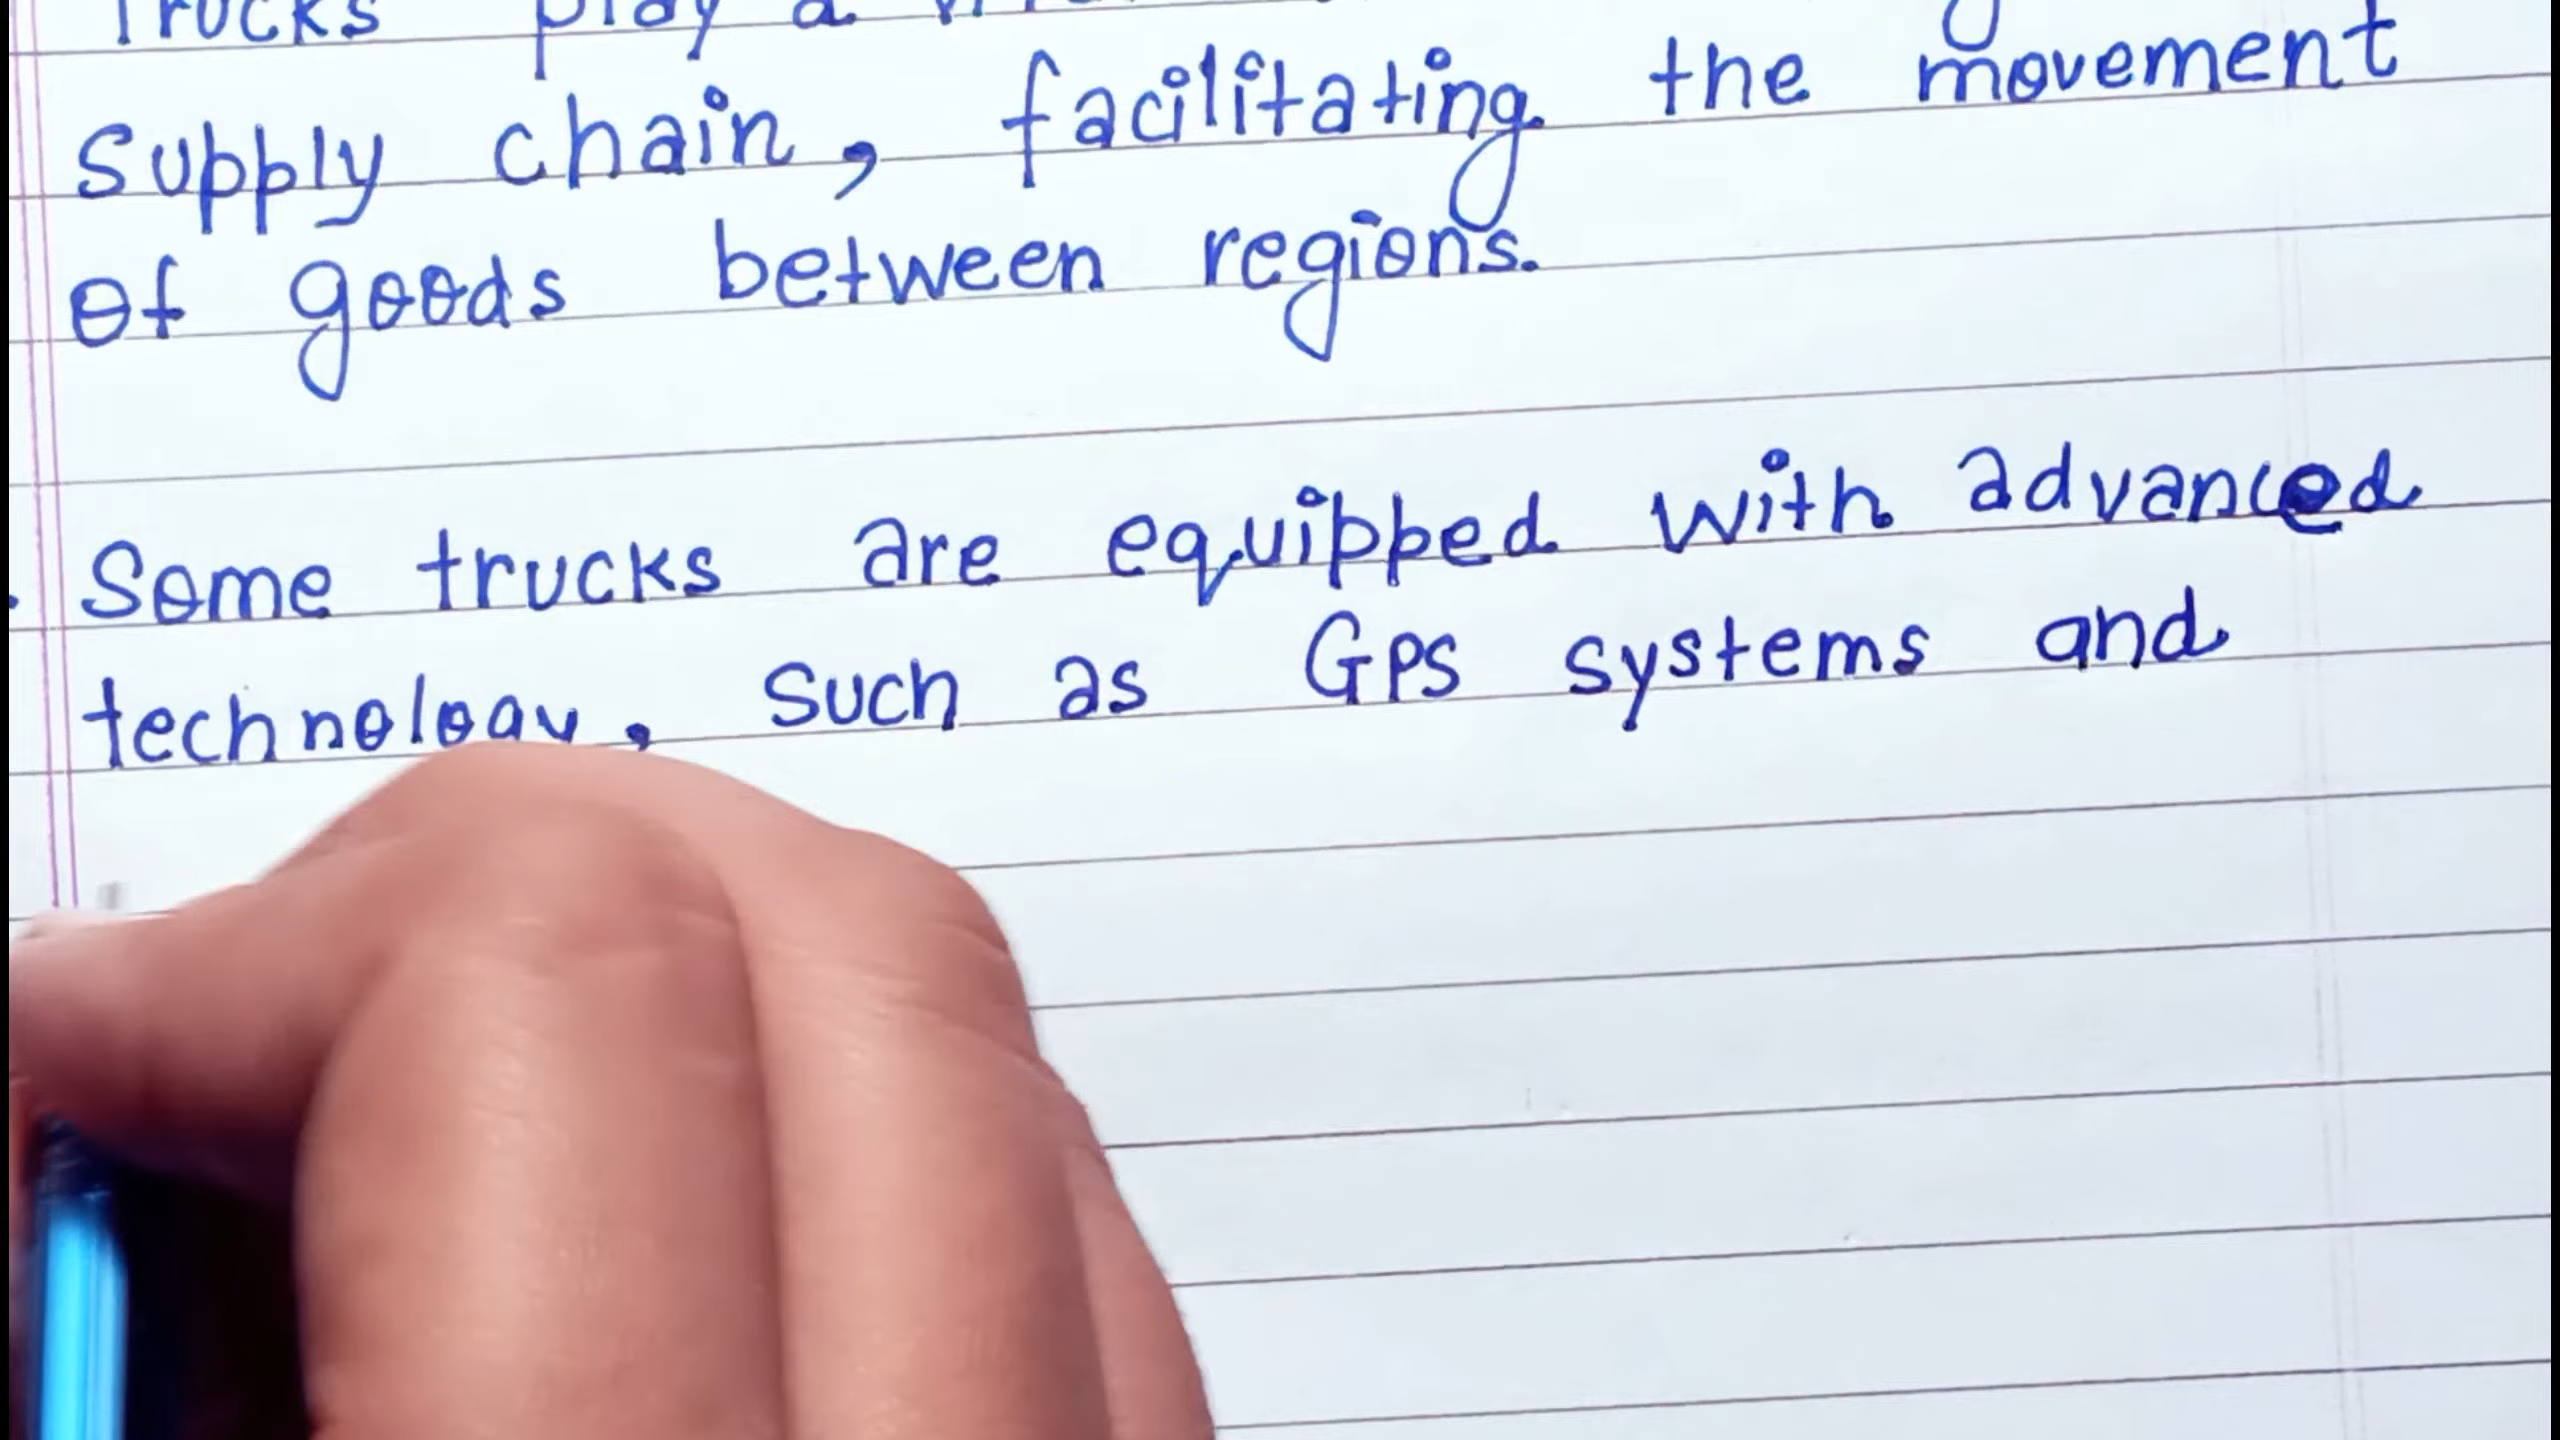 Trucks play a
supply chain, facilitating the movement
of goods between regions.
Some trucks are equipped with advanced
technology, such as GPS systems and